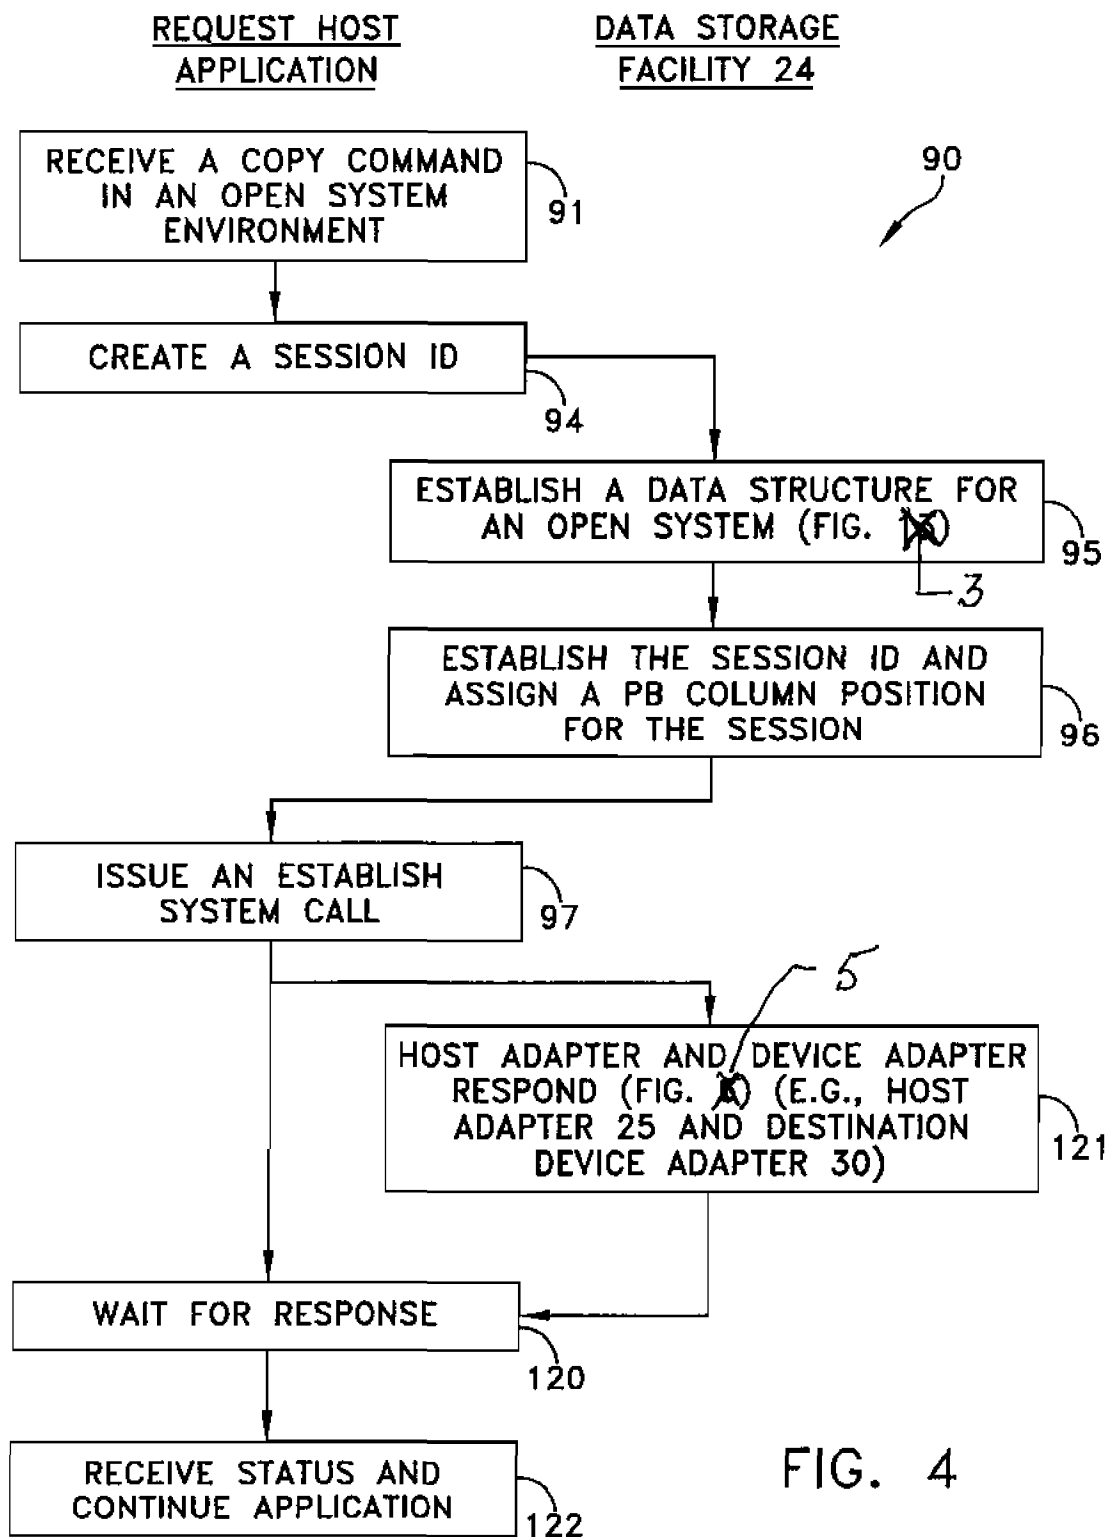 REQUEST HOST
APPLICATION
DATA STORAGE
FACILITY 24
90
RECEIVE A COPY COMMAND
IN AN OPEN SYSTEM
ENVIRONMENT
91
CREATE A SESSION ID
94
ESTABLISH A DATA STRUCTURE FOR
AN OPEN SYSTEM (FIG. )
3
95
ESTABLISH THE SESSION ID AND
ASSIGN A PB COLUMN POSITION
FOR THE SESSION
96
ISSUE AN ESTABLISH
SYSTEM CALL
97
5
HOST ADAPTER AND DEVICE ADAPTER
RESPOND (FIG. ) (E.G., HOST
ADAPTER 25 AND DESTINATION
DEVICE ADAPTER 30)
121
WAIT FOR RESPONSE
120
RECEIVE STATUS AND
CONTINUE APPLICATION
122
FIG. 4